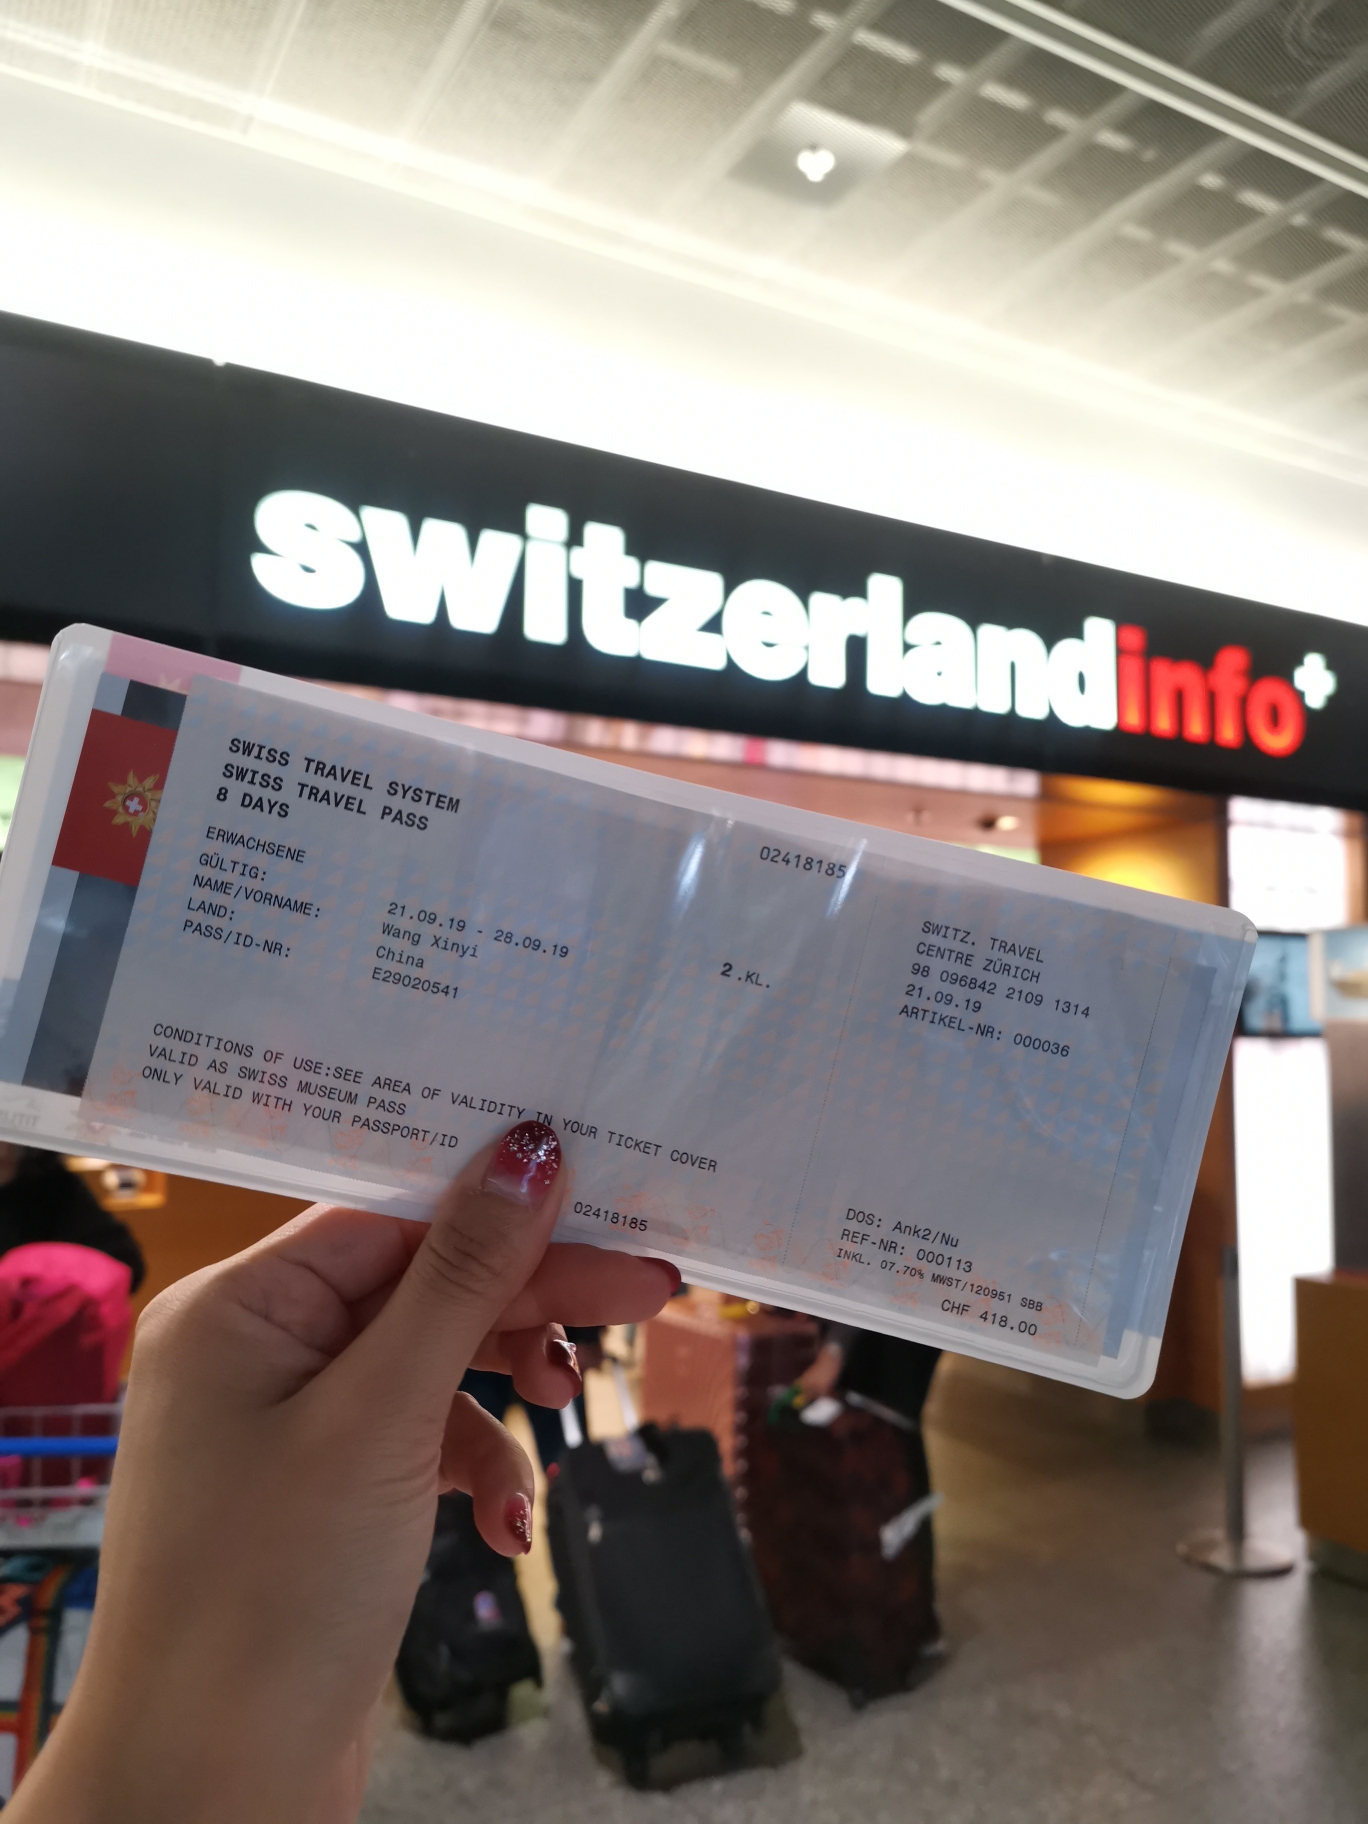 switzerlandinfo+
SWISS TRAVEL SYSTEM
SWISS TRAVEL PASS
8 DAYS
ERWACHSENE
GÜLTIG: 21.09.19 - 28.09.19
NAME/VORNAME: Wang Xinyi
LAND: China
PASS/ID-NR: E29020541
02418185
2.KL.
CONDITIONS OF USE:SEE AREA OF VALIDITY IN YOUR TICKET COVER
VALID AS SWISS MUSEUM PASS
ONLY VALID WITH YOUR PASSPORT/ID
02418185
SWITZ. TRAVEL
CENTRE ZÜRICH
98 096842 2109 1314
21.09.19
ARTIKEL-NR: 000036
DOS: Ank2/Nu
REF-NR: 000113
INKL. 07.70% MWST/120951 SBB
CHF 418.00